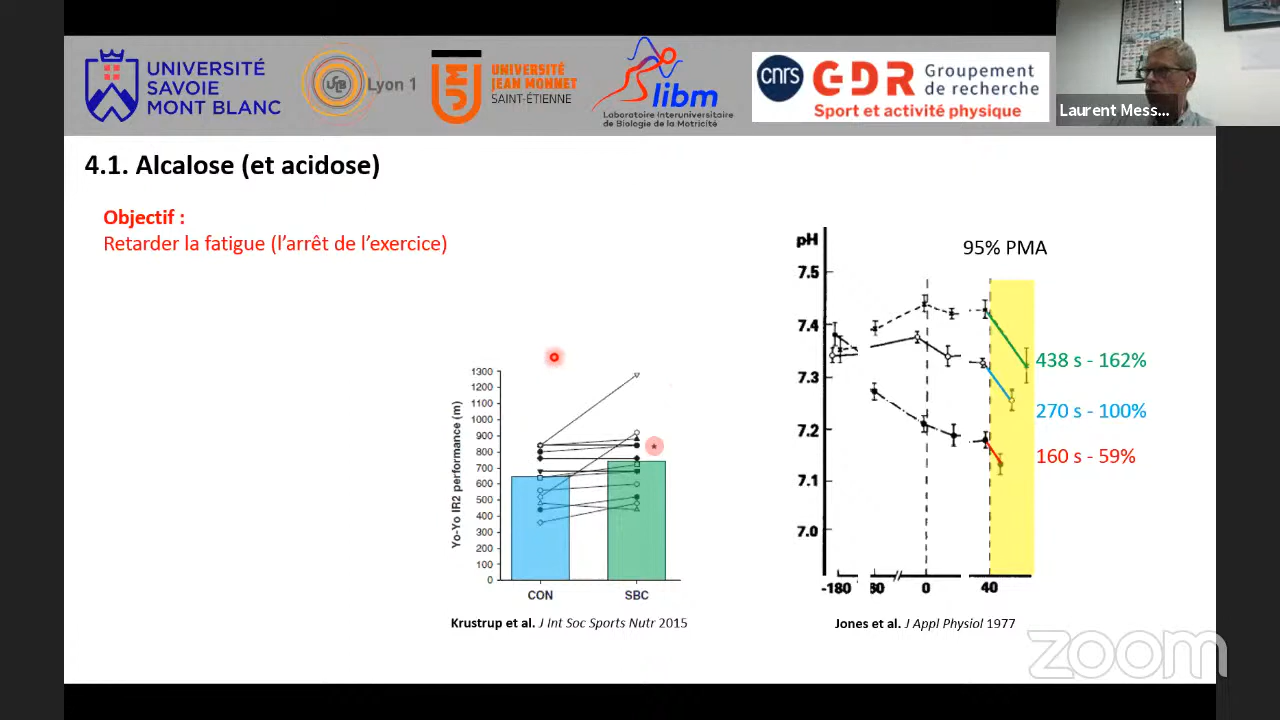 UNIVERSITÉ
SAVOIE
MONT BLANC
Lyon 1
UNIVERSITÉ
JEAN MONNET
SAINT-ÉTIENNE
libm
Laboratoire Interuniversitaire
de Biologie de la Motricité
cnrs
GDR
Groupement
de recherche
Sport et activité physique
Laurent Mess...
4.1. Alcalose (et acidose)
Objectif :
Retarder la fatigue (l'arrêt de l'exercice)
Yo-Yo IR2 performance (m)
1300
1200
1100
1000
900
800
700
600
500
400
300
200
100
0
CON
SBC
*
Krustrup et al. J Int Soc Sports Nutr 2015
pH
95% PMA
7.5
7.4
7.3
7.2
7.1
7.0
438 s - 162%
270 s - 100%
160 s - 59%
-180
0
40
Jones et al. J Appl Physiol 1977
zoom